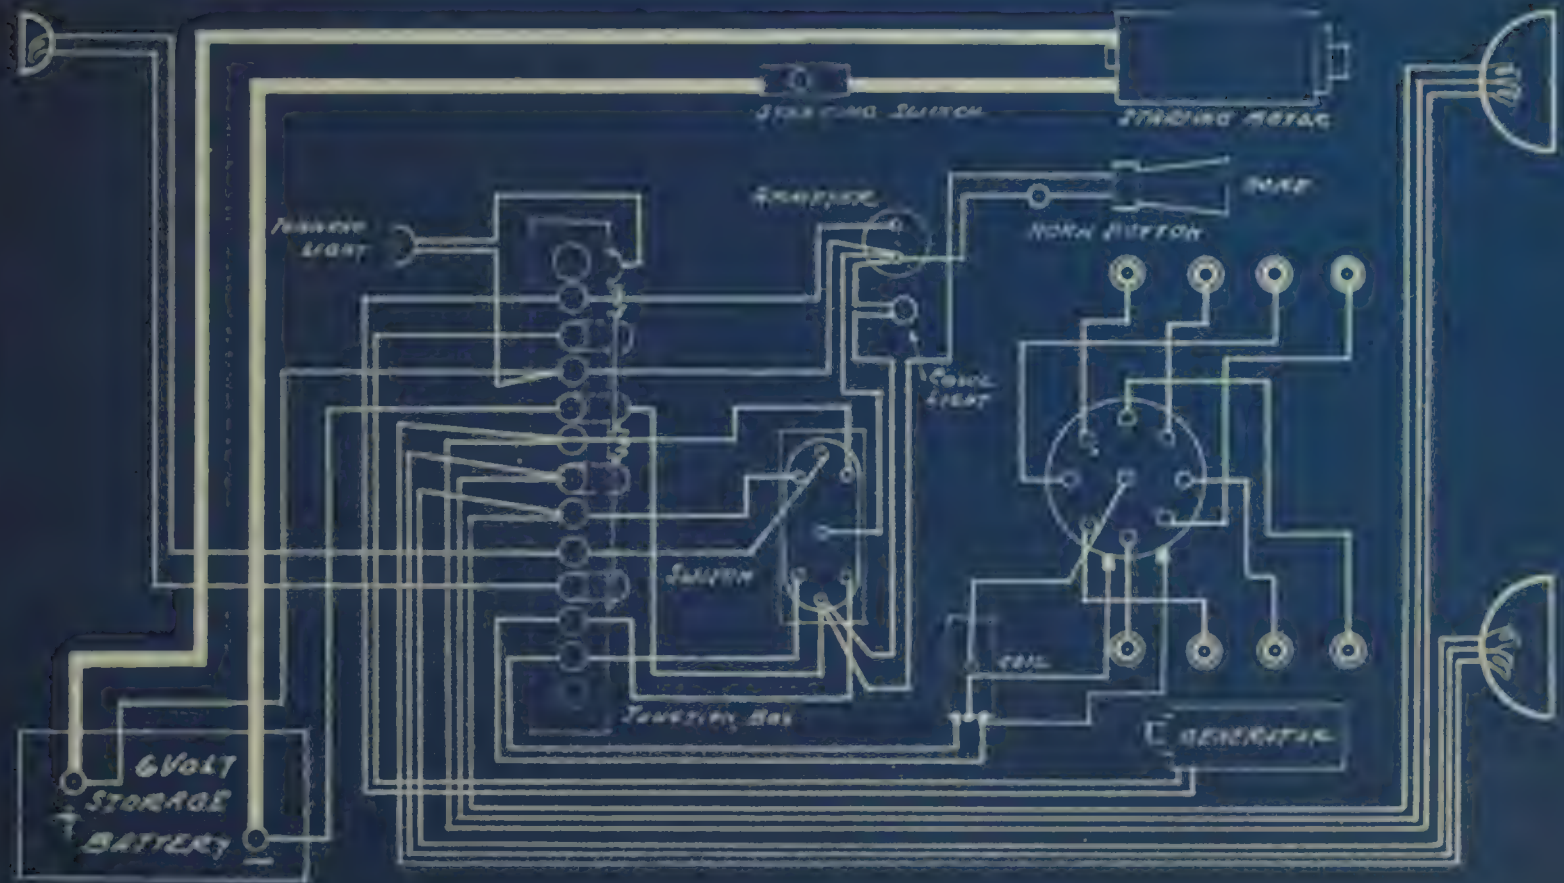 STARTING SWITCH
STARTING MOTOR
AMMETER
HORN
HORN BUTTON
LIGHT
COWL
LIGHT
SWITCH
COIL
JUNCTION BOX
GENERATOR
6 VOLT
STORAGE
BATTERY
+
-